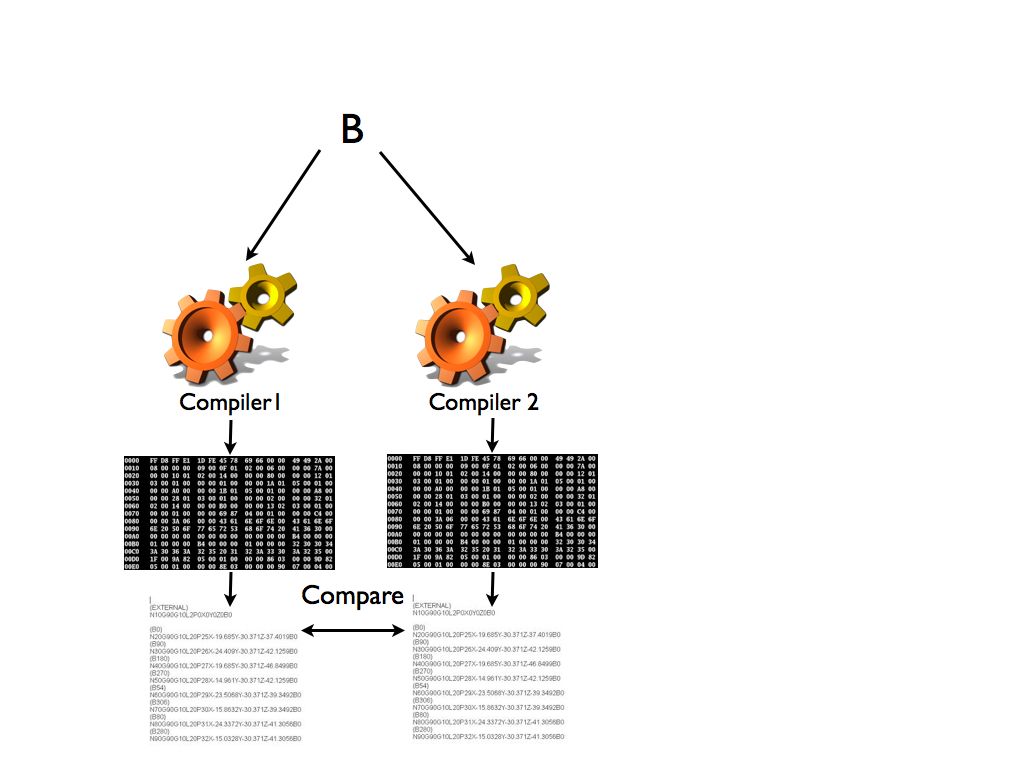 B
Compiler1
Compiler 2
0000 FF D8 FF E1 1D FE 45 78 69 66 00 00 49 49 2A 00
0010 08 00 00 00 09 00 0F 01 02 00 06 00 00 00 7A 00
0020 00 00 10 01 02 00 14 00 00 00 80 00 00 00 12 01
0030 03 00 01 00 00 00 01 00 00 00 1A 01 05 00 01 00
0040 00 00 A0 00 00 00 1B 01 05 00 01 00 00 00 A8 00
0050 00 00 28 01 03 00 01 00 00 00 02 00 00 00 32 01
0060 02 00 14 00 00 00 B0 00 00 00 13 02 03 00 01 00
0070 00 00 01 00 00 00 69 87 04 00 01 00 00 00 C4 00
0080 00 00 3A 06 00 00 43 61 6E 6F 6E 00 43 61 6E 6F
0090 6E 20 50 6F 77 65 72 53 68 6F 74 20 41 36 30 00
00A0 00 00 00 00 00 00 00 00 00 00 00 00 B4 00 00 00
00B0 01 00 00 00 B4 00 00 00 01 00 00 00 32 30 30 34
00C0 3A 30 36 3A 32 35 20 31 32 3A 33 30 3A 32 35 00
00D0 1F 00 9A 82 05 00 01 00 00 00 86 03 00 00 9D 82
00E0 05 00 01 00 00 00 8E 03 00 00 00 90 07 00 04 00
0000 FF D8 FF E1 1D FE 45 78 69 66 00 00 49 49 2A 00
0010 08 00 00 00 09 00 0F 01 02 00 06 00 00 00 7A 00
0020 00 00 10 01 02 00 14 00 00 00 80 00 00 00 12 01
0030 03 00 01 00 00 00 01 00 00 00 1A 01 05 00 01 00
0040 00 00 A0 00 00 00 1B 01 05 00 01 00 00 00 A8 00
0050 00 00 28 01 03 00 01 00 00 00 02 00 00 00 32 01
0060 02 00 14 00 00 00 B0 00 00 00 13 02 03 00 01 00
0070 00 00 01 00 00 00 69 87 04 00 01 00 00 00 C4 00
0080 00 00 3A 06 00 00 43 61 6E 6F 6E 00 43 61 6E 6F
0090 6E 20 50 6F 77 65 72 53 68 6F 74 20 41 36 30 00
00A0 00 00 00 00 00 00 00 00 00 00 00 00 B4 00 00 00
00B0 01 00 00 00 B4 00 00 00 01 00 00 00 32 30 30 34
00C0 3A 30 36 3A 32 35 20 31 32 3A 33 30 3A 32 35 00
00D0 1F 00 9A 82 05 00 01 00 00 00 86 03 00 00 9D 82
00E0 05 00 01 00 00 00 8E 03 00 00 00 90 07 00 04 00
Compare
(EXTERNAL)
N10G90G10L2P0X0Y0Z0B0
(B0)
N20G90G10L20P25X-19.685Y-30.371Z-37.4019B0
(B90)
N30G90G10L20P26X-24.409Y-30.371Z-42.1259B0
(B180)
N40G90G10L20P27X-19.685Y-30.371Z-46.8499B0
(B270)
N50G90G10L20P28X-14.961Y-30.371Z-42.1259B0
(B54)
N60G90G10L20P29X-23.5068Y-30.371Z-39.3492B0
(B306)
N70G90G10L20P30X-15.8632Y-30.371Z-39.3492B0
(B80)
N80G90G10L20P31X-24.3372Y-30.371Z-41.3056B0
(B280)
N90G90G10L20P32X-15.0328Y-30.371Z-41.3056B0
(EXTERNAL)
N10G90G10L2P0X0Y0Z0B0
(B0)
N20G90G10L20P25X-19.685Y-30.371Z-37.4019B0
(B90)
N30G90G10L20P26X-24.409Y-30.371Z-42.1259B0
(B180)
N40G90G10L20P27X-19.685Y-30.371Z-46.8499B0
(B270)
N50G90G10L20P28X-14.961Y-30.371Z-42.1259B0
(B54)
N60G90G10L20P29X-23.5068Y-30.371Z-39.3492B0
(B306)
N70G90G10L20P30X-15.8632Y-30.371Z-39.3492B0
(B80)
N80G90G10L20P31X-24.3372Y-30.371Z-41.3056B0
(B280)
N90G90G10L20P32X-15.0328Y-30.371Z-41.3056B0